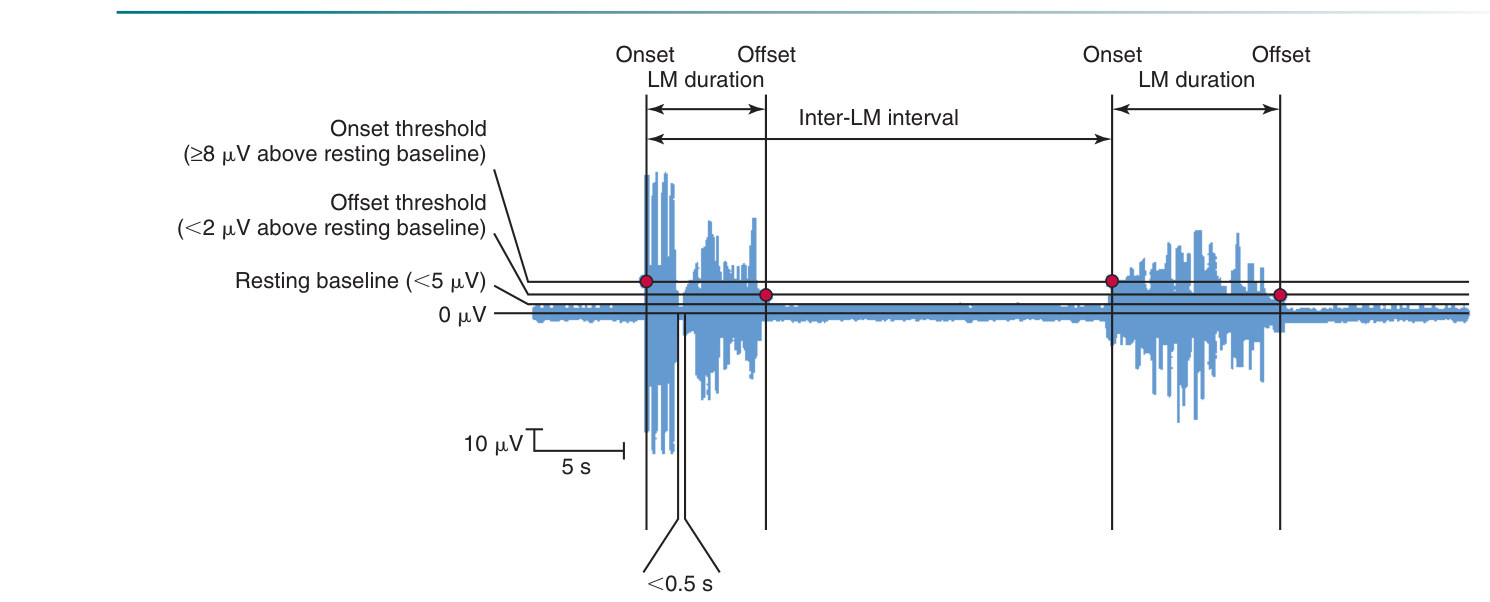 Onset
Offset
LM duration
Onset
Offset
LM duration
Inter-LM interval
Onset threshold
(≥8 μV above resting baseline)
Offset threshold
(<2 μV above resting baseline)
Resting baseline (<5 μV)
0 μV
10 μV
5 s
<0.5 s